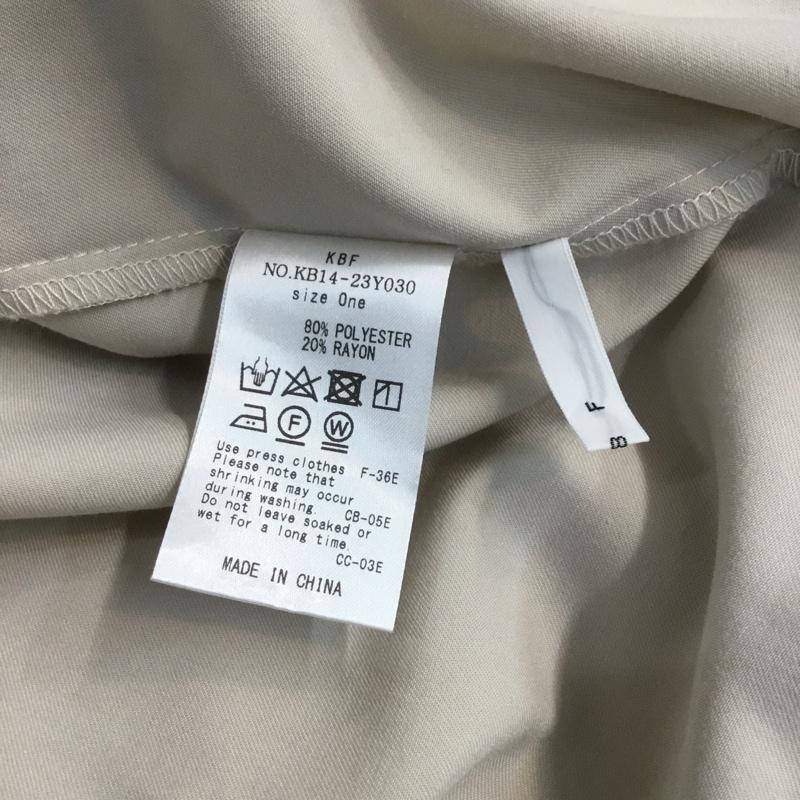 KBF
NO.KB14-23Y030
size One
80% POLYESTER
20% RAYON
F
W
Use press clothes F-36E
Please note that
shrinking may occur
during washing. CB-05E
Do not leave soaked or
wet for a long time.
CC-03E
MADE IN CHINA
F
B